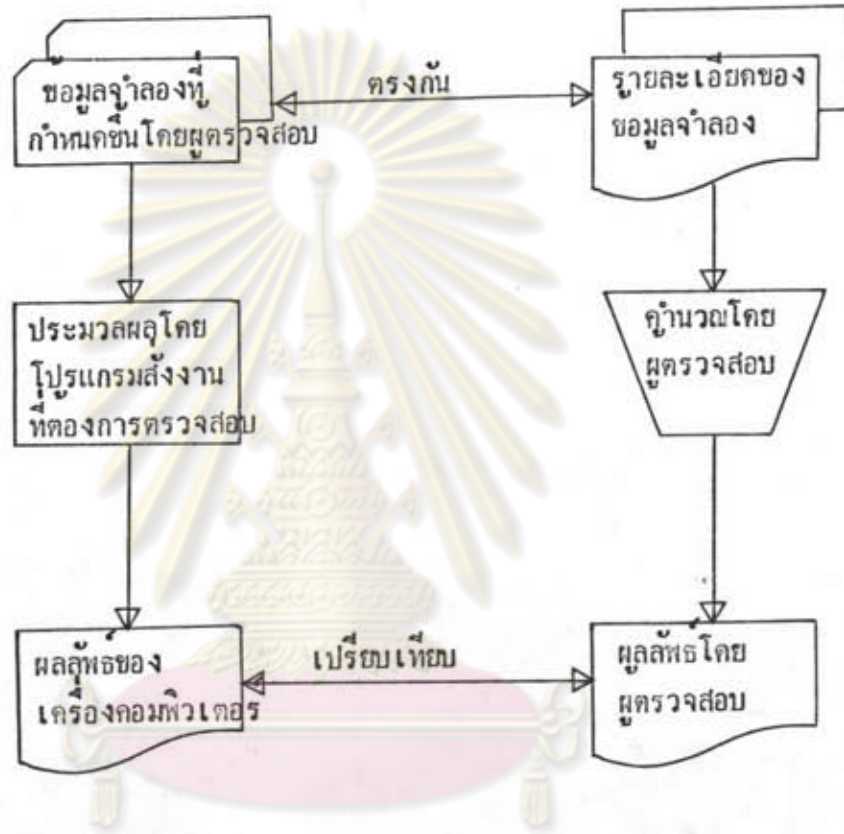 ข้อมูลจำลองที่
กำหนดขึ้นโดยผู้ตรวจสอบ
ตรงกัน
รายละเอียดของ
ข้อมูลจำลอง
ประมวลผลโดย
โปรแกรมสั่งงาน
ที่ต้องการตรวจสอบ
คำนวณโดย
ผู้ตรวจสอบ
ผลลัพธ์ของ
เครื่องคอมพิวเตอร์
เปรียบเทียบ
ผลลัพธ์โดย
ผู้ตรวจสอบ